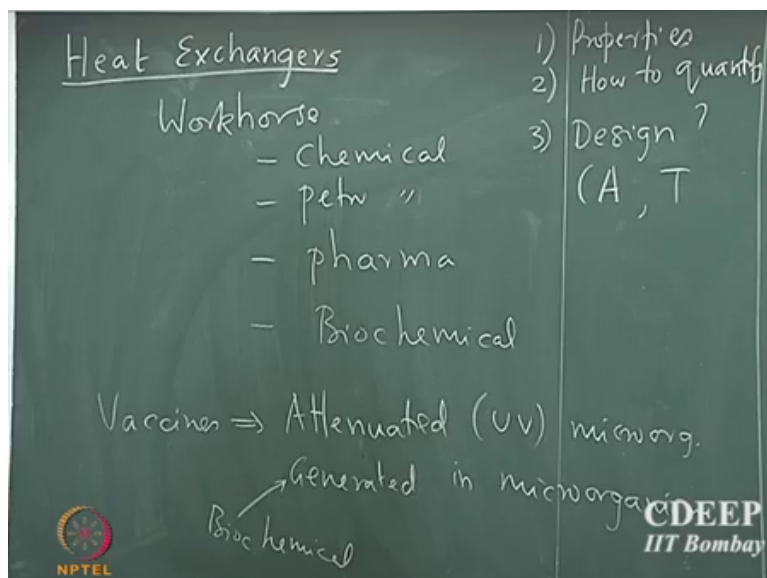 Heat Exchangers
Workhorse
- Chemical
- petro "
- pharma
- Biochemical
1) Properties
2) How to quantify
3) Design ?
(A, T
Vaccines ⇒ Attenuated (UV) microorg.
Generated in microorganis
Biochemical
NPTEL
CDEEP
IIT Bombay